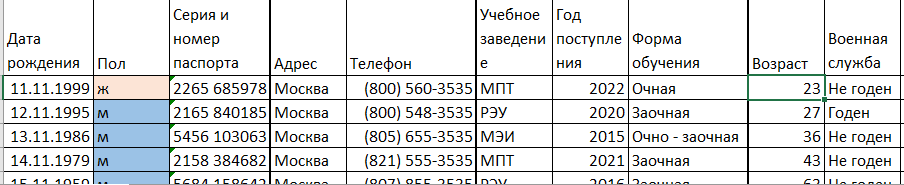 Дата рождения Пол Серия и номер паспорта Адрес Телефон Учебное заведение Год поступления Форма обучения Возраст Военная служба
11.11.1999 ж 2265 685978 Москва (800) 560-3535 МПТ 2022 Очная 23 Не годен
12.11.1995 м 2165 840185 Москва (800) 548-3535 РЭУ 2020 Заочная 27 Годен
13.11.1986 м 5456 103063 Москва (805) 655-3535 МЭИ 2015 Очно - заочная 36 Не годен
14.11.1979 м 2158 384682 Москва (821) 555-3535 МПТ 2021 Заочная 43 Не годен
15.11.1959 м 5684 158642 Москва (807) 855-3535 РЭУ 2016 Заочная 63 Не годен